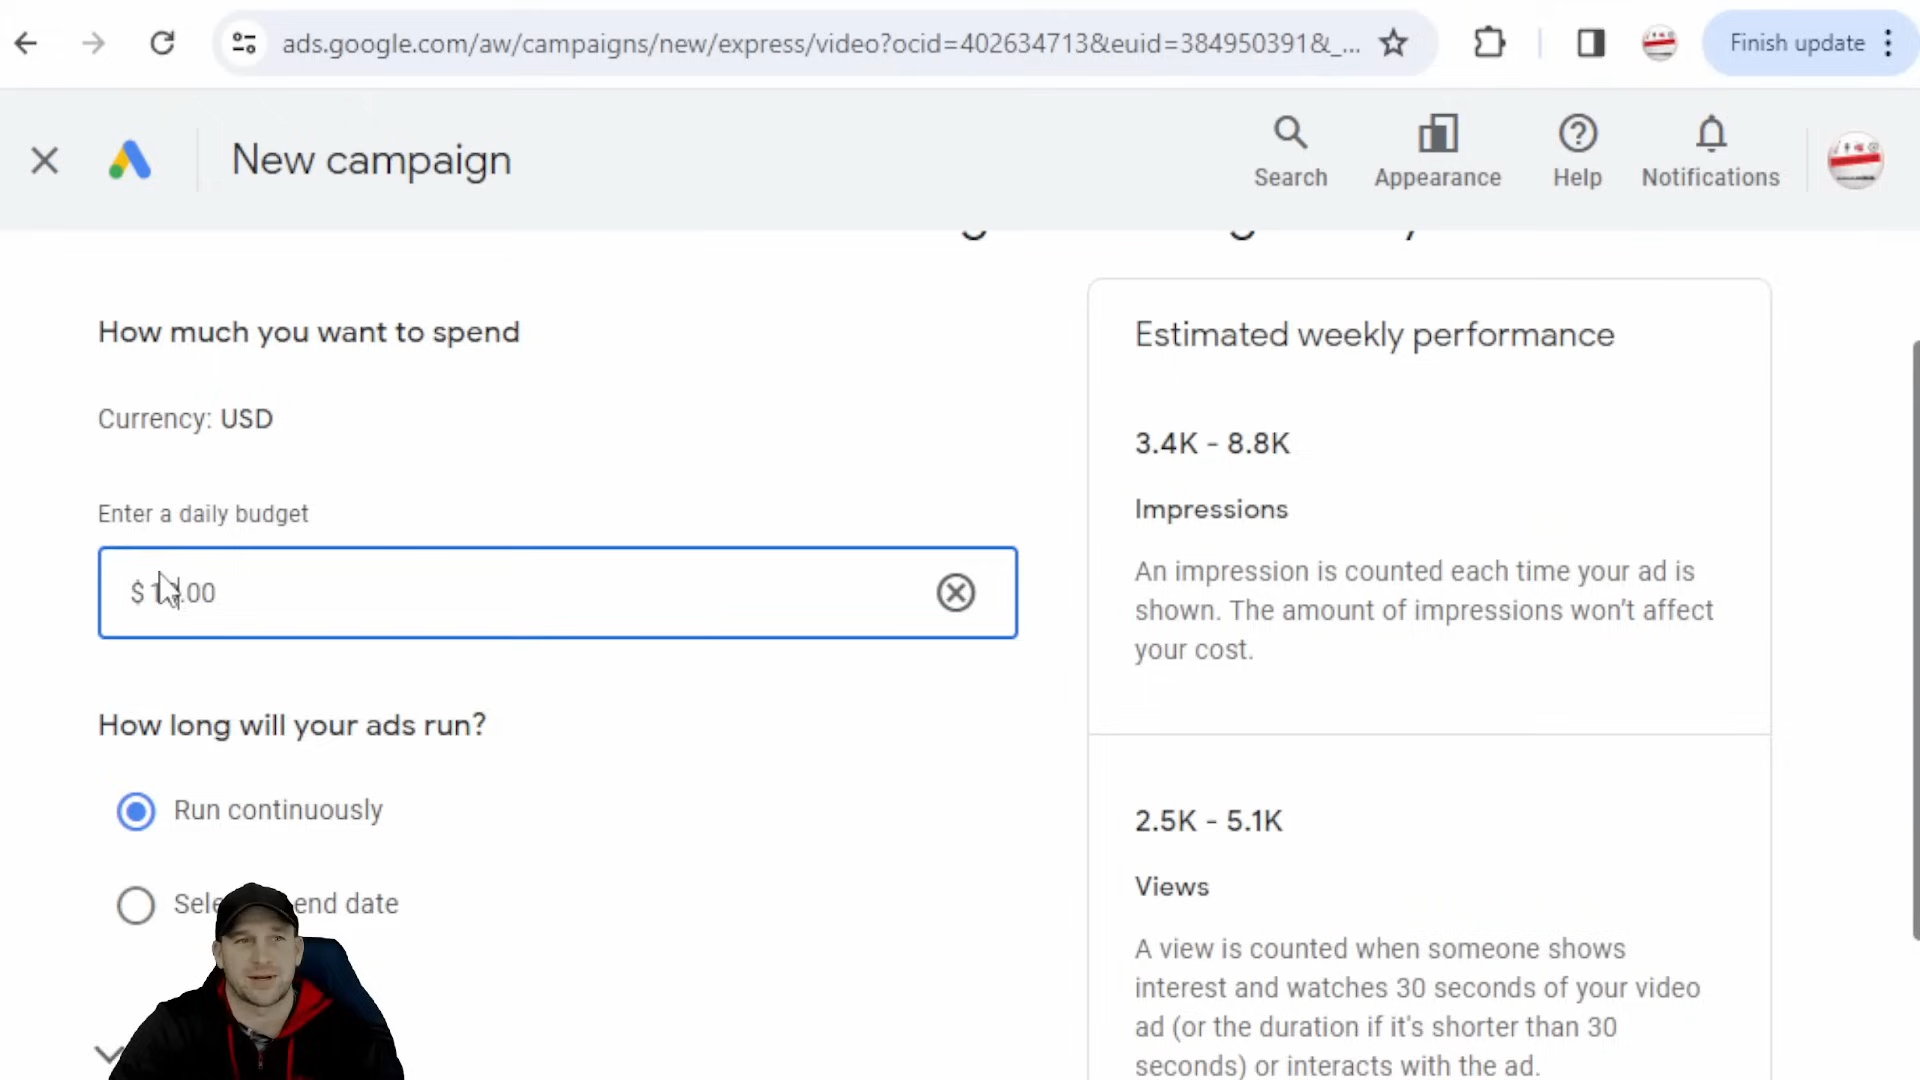 ads.google.com/aw/campaigns/new/express/video?ocid=402634713&euid=384950391&_...
Finish update
New campaign
Search
Appearance
Help
Notifications
How much you want to spend
Currency: USD
Enter a daily budget
$ .00
How long will your ads run?
Run continuously
end date
Estimated weekly performance
3.4K - 8.8K
Impressions
An impression is counted each time your ad is
shown. The amount of impressions won't affect
your cost.
2.5K - 5.1K
Views
A view is counted when someone shows
interest and watches 30 seconds of your video
ad (or the duration if it's shorter than 30
seconds) or interacts with the ad.